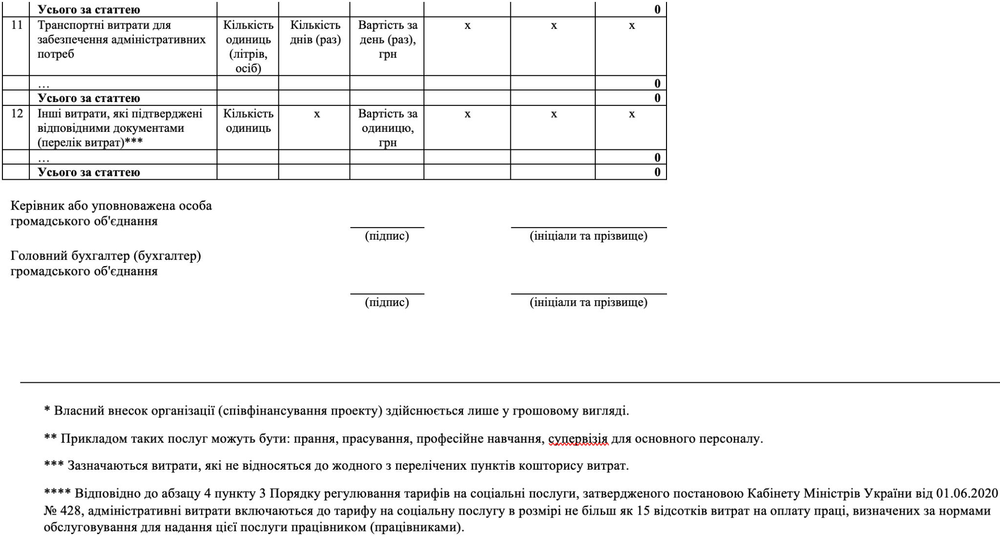 Усього за статтею 0
11 Транспортні витрати для Кількість Кількість Вартість за х х х
забезпечення адміністративних одиниць днів (раз) день (раз),
потреб (літрів, грн
осіб)
… 0
Усього за статтею 0
12 Інші витрати, які підтверджені Кількість х Вартість за х х х
відповідними документами одиниць одиницю,
(перелік витрат)*** грн
… 0
Усього за статтею 0
Керівник або уповноважена особа
громадського об'єднання
(підпис) (ініціали та прізвище)
Головний бухгалтер (бухгалтер)
громадського об'єднання
(підпис) (ініціали та прізвище)
* Власний внесок організації (співфінансування проекту) здійснюється лише у грошовому вигляді.
** Прикладом таких послуг можуть бути: прання, прасування, професійне навчання, супервізія для основного персоналу.
*** Зазначаються витрати, які не відносяться до жодного з перелічених пунктів кошторису витрат.
**** Відповідно до абзацу 4 пункту 3 Порядку регулювання тарифів на соціальні послуги, затвердженого постановою Кабінету Міністрів України від 01.06.2020
№ 428, адміністративні витрати включаються до тарифу на соціальну послугу в розмірі не більш як 15 відсотків витрат на оплату праці, визначених за нормами
обслуговування для надання цієї послуги працівником (працівниками).